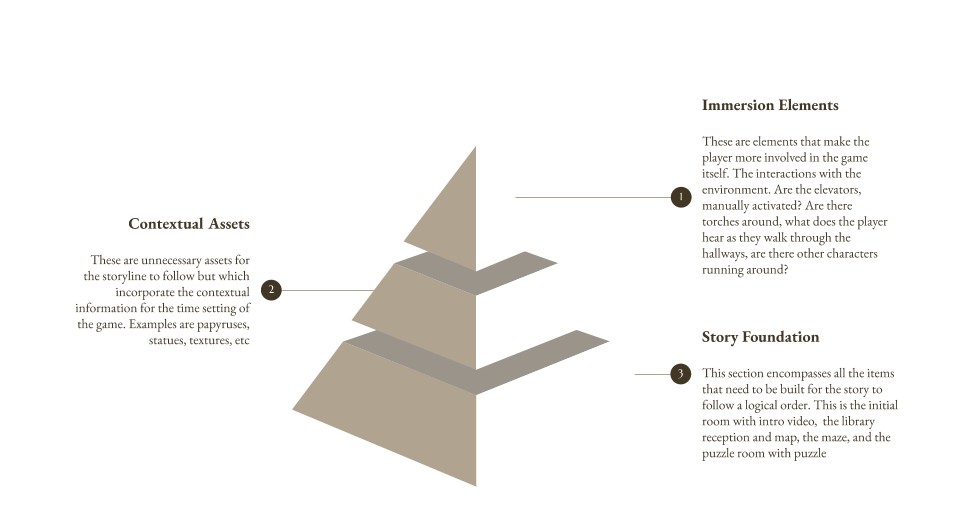 Immersion Elements
These are elements that make the
player more involved in the game
itself. The interactions with the
environment. Are the elevators,
manually activated? Are there
torches around, what does the player
hear as they walk through the
hallways, are there other characters
running around?
1
Contextual Assets
These are unnecessary assets for
the storyline to follow but which
incorporate the contextual
information for the time setting of
the game. Examples are papyruses,
statues, textures, etc
2
Story Foundation
3
This section encompasses all the items
that need to be built for the story to
follow a logical order. This is the initial
room with intro video,  the library
reception and map, the maze, and the
puzzle room with puzzle